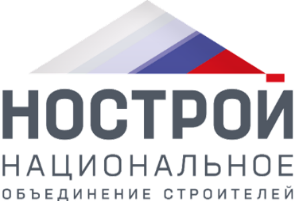 НОСТРОЙ
НАЦИОНАЛЬНОЕ
ОБЪЕДИНЕНИЕ СТРОИТЕЛЕЙ